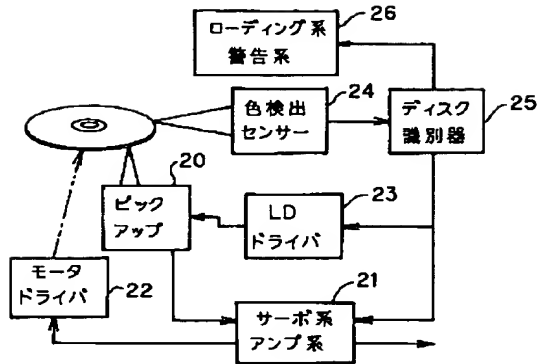 26
ローディング系
警告系
24
色検出
センサー
ディスク
識別器
25
20
ピック
アップ
23
LD
ドライバ
モータ
ドライバ
22
21
サーボ系
アンプ系